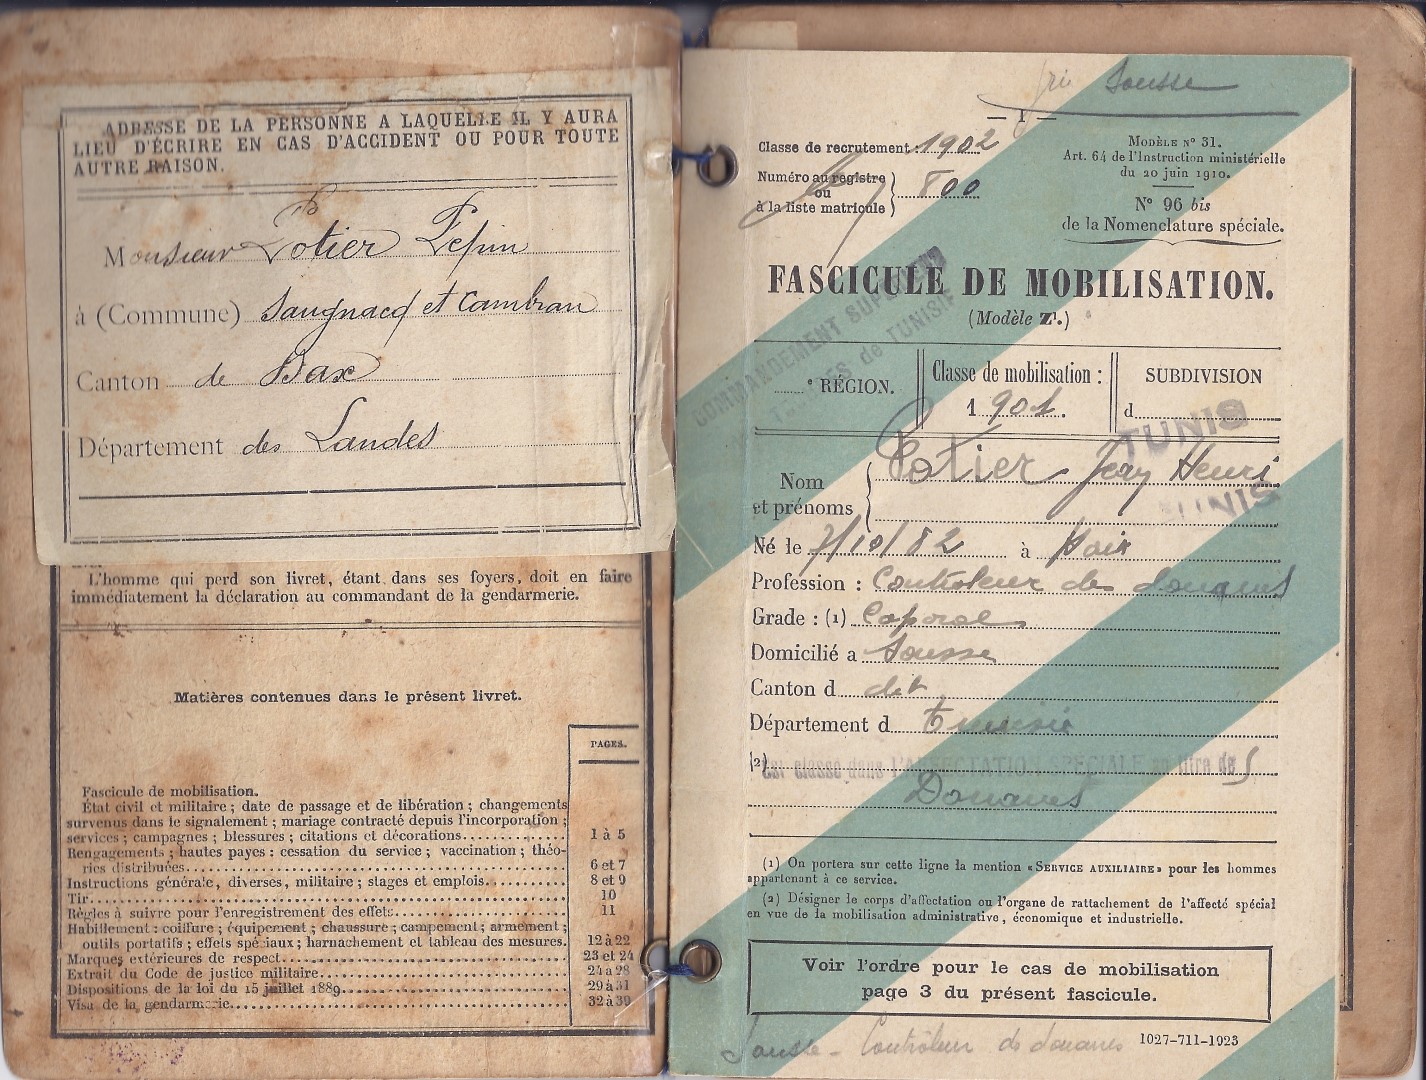 ADRESSE DE LA PERSONNE A LAQUELLE IL Y AURA
LIEU D'ÉCRIRE EN CAS D'ACCIDENT OU POUR TOUTE
AUTRE RAISON.
Monsieur Potier Pepin
à (Commune) Saugnacq et Cambran
Canton de Dax
Département des Landes
L'homme qui perd son livret, étant dans ses foyers, doit en faire
immédiatement la déclaration au commandant de la gendarmerie.
Matières contenues dans le présent livret.
PAGES.
Fascicule de mobilisation.
État civil et militaire ; date de passage et de libération ; changements
survenus dans le signalement ; mariage contracté depuis l'incorporation ;
services ; campagnes ; blessures ; citations et décorations. 1 à 5
Rengagements ; hautes payes : cessation du service ; vaccination ; théo-
ries distribuées. 6 et 7
Instructions générale, diverses, militaire ; stages et emplois. 8 et 9
Tir. 10
Règles à suivre pour l'enregistrement des effets. 11
Habillement : coiffure ; équipement ; chaussure ; campement ; armement ;
outils portatifs ; effets spéciaux ; harnachement et tableau des mesures. 12 à 22
Marques extérieures de respect. 23 et 24
Extrait du Code de justice militaire. 24 à 28
Dispositions de la loi du 15 juillet 1889. 29 à 31
Visa de la gendarmerie. 32 à 39
Sousse
— 1 —
Classe de recrutement : 1902
Numéro au registre
ou
à la liste matricule } 800
MODÈLE N° 31.
Art. 64 de l'Instruction ministérielle
du 20 juin 1910.
N° 96 bis
de la Nomenclature spéciale.
COMMANDEMENT SUPÉRIEUR
des TROUPES de TUNISIE
FASCICULE DE MOBILISATION.
(Modèle Z¹.)
e RÉGION.
Classe de mobilisation :
1901.
SUBDIVISION
d
TUNIS
TUNIS
Nom
et prénoms } Potier Jean Henri
Né le 7/10/82 à
Profession : Contrôleur des douanes
Grade : (1) Caporal
Domicilié a Sousse
Canton d dit
Département d Tunisie
(2) Est classé dans l'AFFECTATION SPÉCIALE au titre des
Douanes
(1) On portera sur cette ligne la mention « SERVICE AUXILIAIRE » pour les hommes
appartenant à ce service.
(2) Désigner le corps d'affectation ou l'organe de rattachement de l'affecté spécial
en vue de la mobilisation administrative, économique et industrielle.
Voir l'ordre pour le cas de mobilisation
page 3 du présent fascicule.
Sousse - Contrôleur des douanes
1027-711-1923